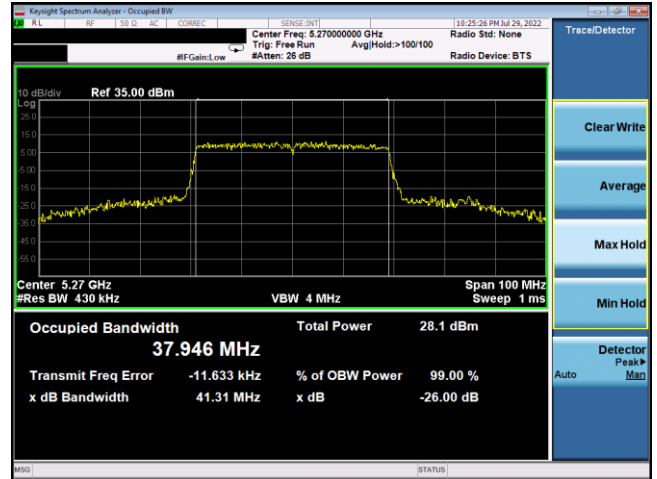 Keysight Spectrum Analyzer - Occupied BW
LXI RL RF 50 Ω AC CORREC SENSE:INT 10:25:26 PM Jul 29, 2022
Center Freq: 5.270000000 GHz Radio Std: None
Trig: Free Run Avg|Hold:>100/100
#IFGain:Low #Atten: 26 dB Radio Device: BTS
Trace/Detector
10 dB/div Ref 35.00 dBm
Log
25.0
15.0
5.00
-5.00
-15.0
-25.0
-35.0
-45.0
-55.0
Center 5.27 GHz Span 100 MHz
#Res BW 430 kHz VBW 4 MHz Sweep 1 ms
Occupied Bandwidth Total Power 28.1 dBm
37.946 MHz
Transmit Freq Error -11.633 kHz % of OBW Power 99.00 %
x dB Bandwidth 41.31 MHz x dB -26.00 dB
Clear Write
Average
Max Hold
Min Hold
Detector
Peak▶
Auto Man
MSG STATUS